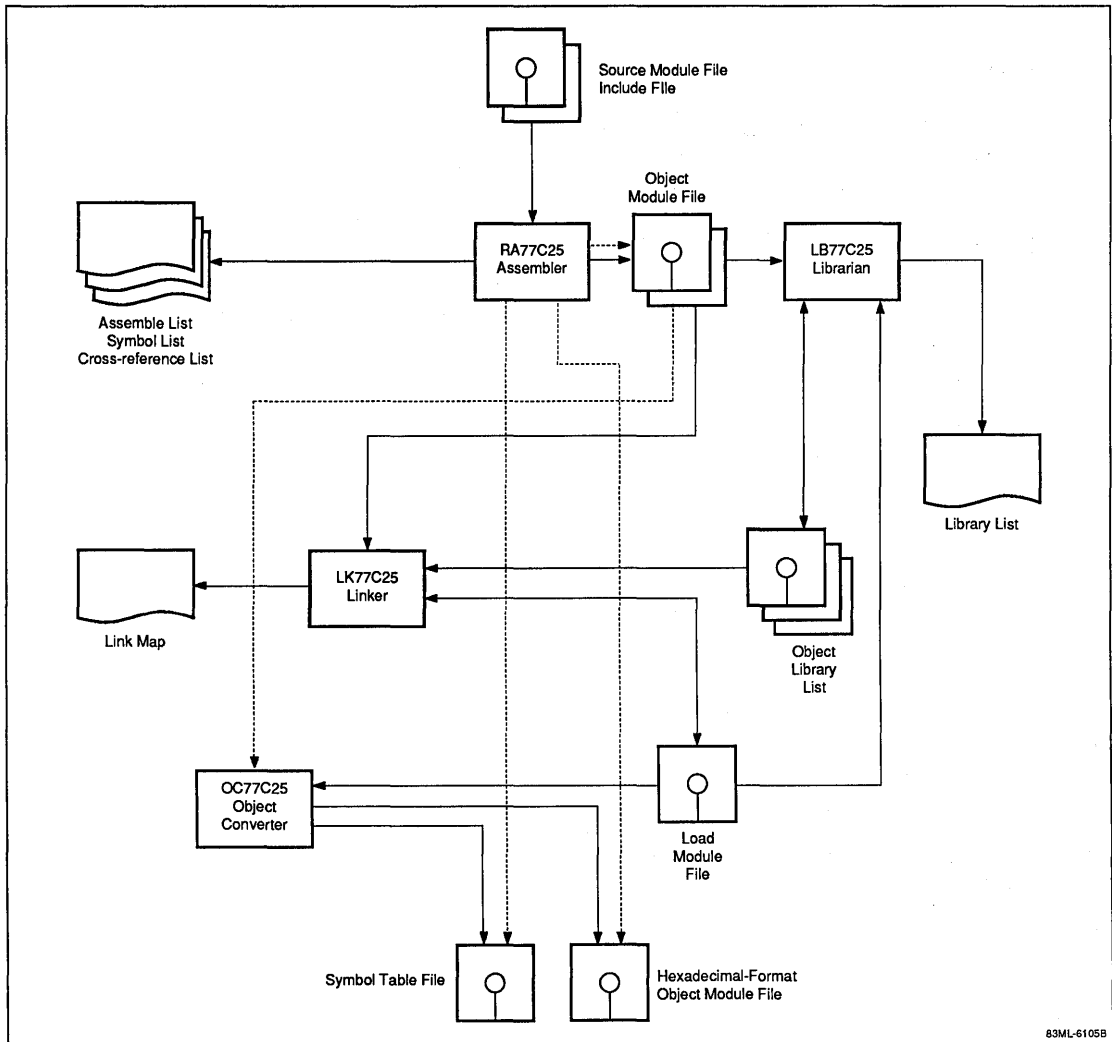 Source Module File
Include File
Object
Module File
RA77C25
Assembler
LB77C25
Librarian
Assemble List
Symbol List
Cross-reference List
Library List
LK77C25
Linker
Link Map
Object
Library
List
OC77C25
Object
Converter
Load
Module
File
Symbol Table File
Hexadecimal-Format
Object Module File
83ML-6105B